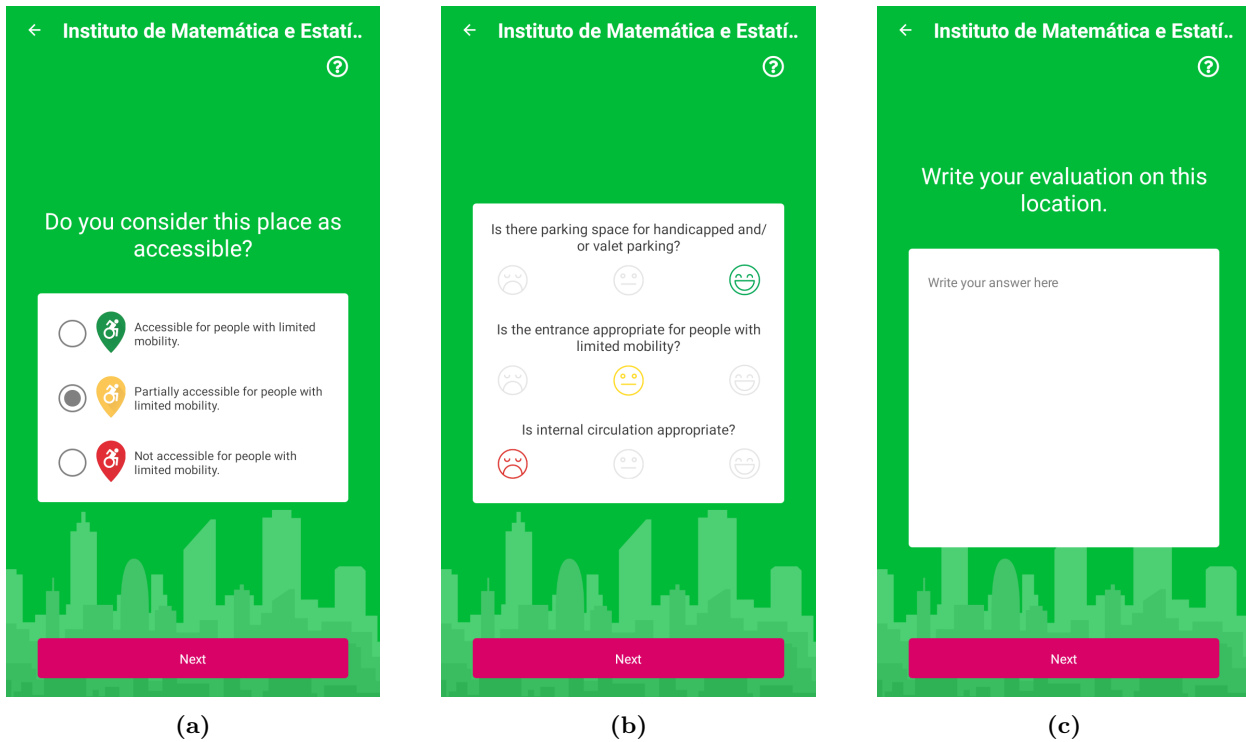 Instituto de Matemática e Estatí..
?
Do you consider this place as
accessible?
Accessible for people with limited
mobility.
Partially accessible for people with
limited mobility.
Not accessible for people with
limited mobility.
Next
(a)
Instituto de Matemática e Estatí..
?
Is there parking space for handicapped and/
or valet parking?
Is the entrance appropriate for people with
limited mobility?
Is internal circulation appropriate?
Next
(b)
Instituto de Matemática e Estatí..
?
Write your evaluation on this
location.
Write your answer here
Next
(c)